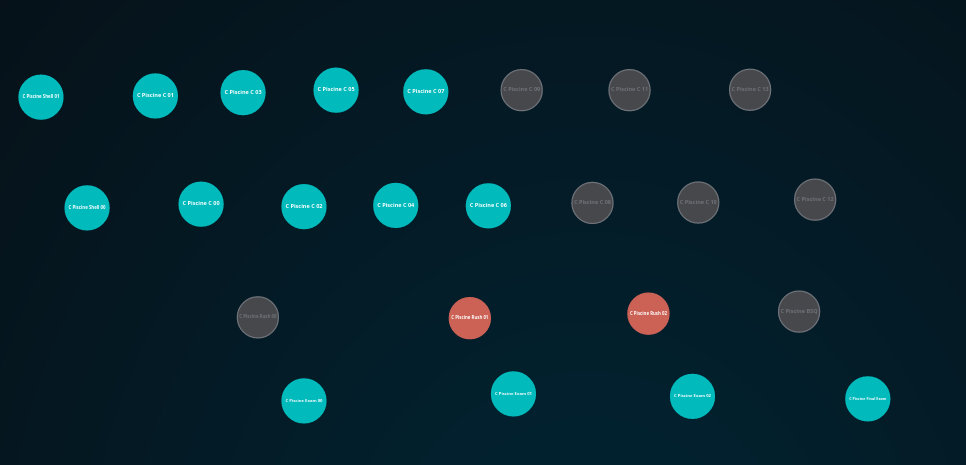 C Piscine Shell 01
C Piscine C 01
C Piscine C 03
C Piscine C 05
C Piscine C 07
C Piscine C 09
C Piscine C 11
C Piscine C 13
C Piscine Shell 00
C Piscine C 00
C Piscine C 02
C Piscine C 04
C Piscine C 06
C Piscine C 08
C Piscine C 10
C Piscine C 12
C Piscine Rush 00
C Piscine Rush 01
C Piscine Rush 02
C Piscine BSQ
C Piscine Exam 00
C Piscine Exam 01
C Piscine Exam 02
C Piscine Final Exam